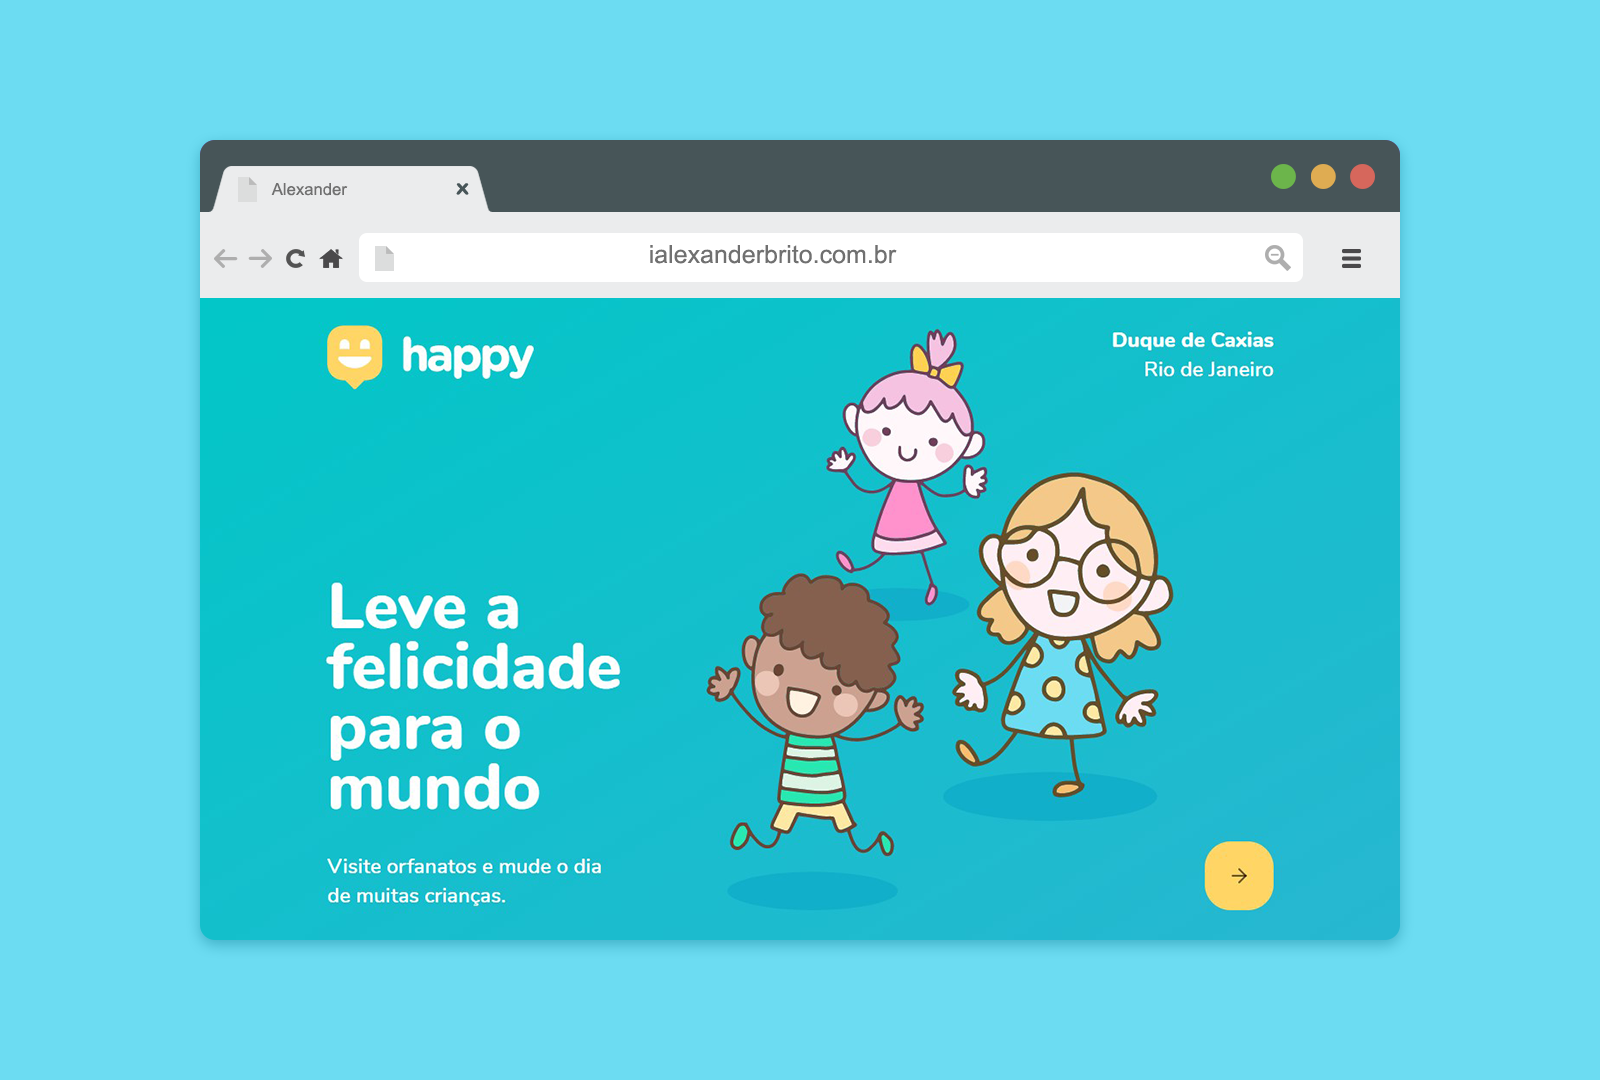 Alexander
ialexanderbrito.com.br
happy
Duque de Caxias
Rio de Janeiro
Leve a
felicidade
para o
mundo
Visite orfanatos e mude o dia
de muitas crianças.